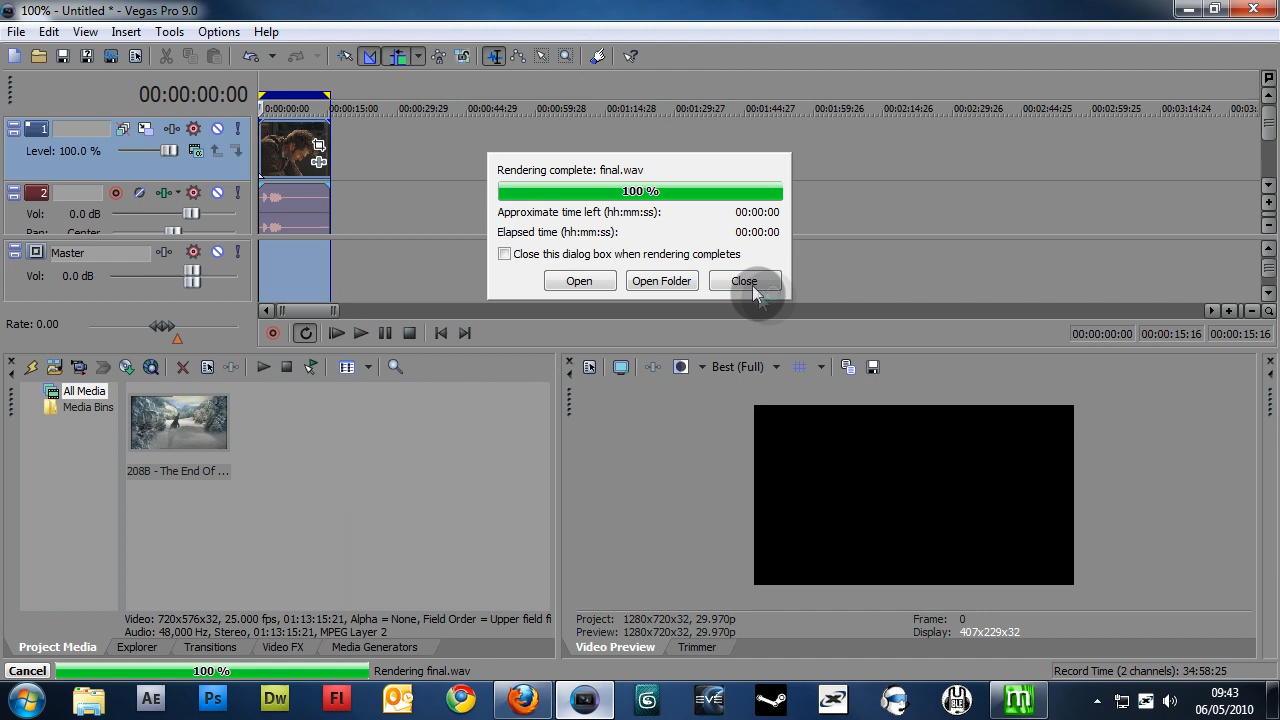 100% - Untitled * - Vegas Pro 9.0
File Edit View Insert Tools Options Help
00:00:00:00
0:00:00:00 00:00:15:00 00:00:29:29 00:00:44:29 00:00:59:28 00:01:14:28 00:01:29:27 00:01:44:27 00:01:59:26 00:02:14:26 00:02:29:26 00:02:44:25 00:02:59:25 00:03:14:24 00:03:
1
Level: 100.0 %
2
Vol: 0.0 dB
Pan: Center
Master
Vol: 0.0 dB
Rate: 0.00
Rendering complete: final.wav
100 %
Approximate time left (hh:mm:ss): 00:00:00
Elapsed time (hh:mm:ss): 00:00:00
Close this dialog box when rendering completes
Open Open Folder Close
00:00:00:00 00:00:15:16 00:00:15:16
All Media
Media Bins
208B - The End Of ...
Video: 720x576x32, 25.000 fps, 01:13:15:21, Alpha = None, Field Order = Upper field fi
Audio: 48,000 Hz, Stereo, 01:13:15:21, MPEG Layer 2
Project Media Explorer Transitions Video FX Media Generators
Best (Full)
Project: 1280x720x32, 29.970p Frame: 0
Preview: 1280x720x32, 29.970p Display: 407x229x32
Video Preview Trimmer
Cancel 100 % Rendering final.wav Record Time (2 channels): 34:58:25
AE Ps Dw Fl
09:43
06/05/2010